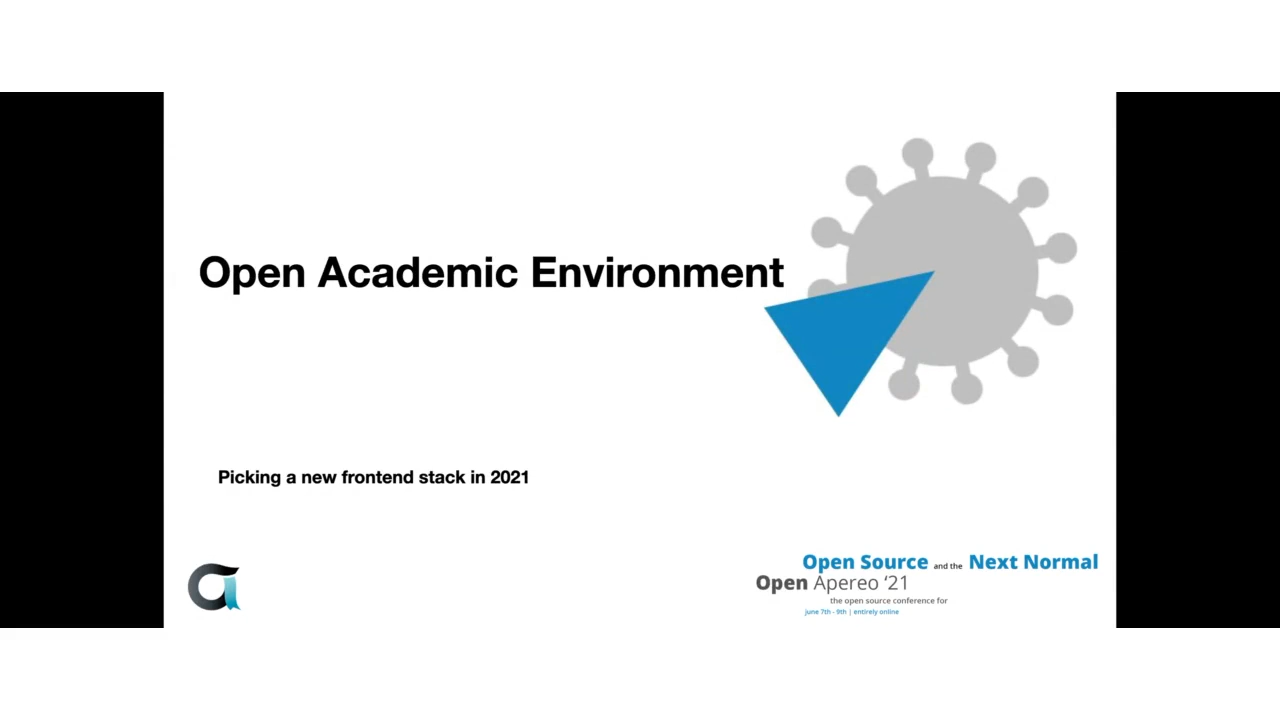 Open Academic Environment
Picking a new frontend stack in 2021
Open Source and the Next Normal
Open Apereo ‘21
the open source conference for
june 7th - 9th | entirely online